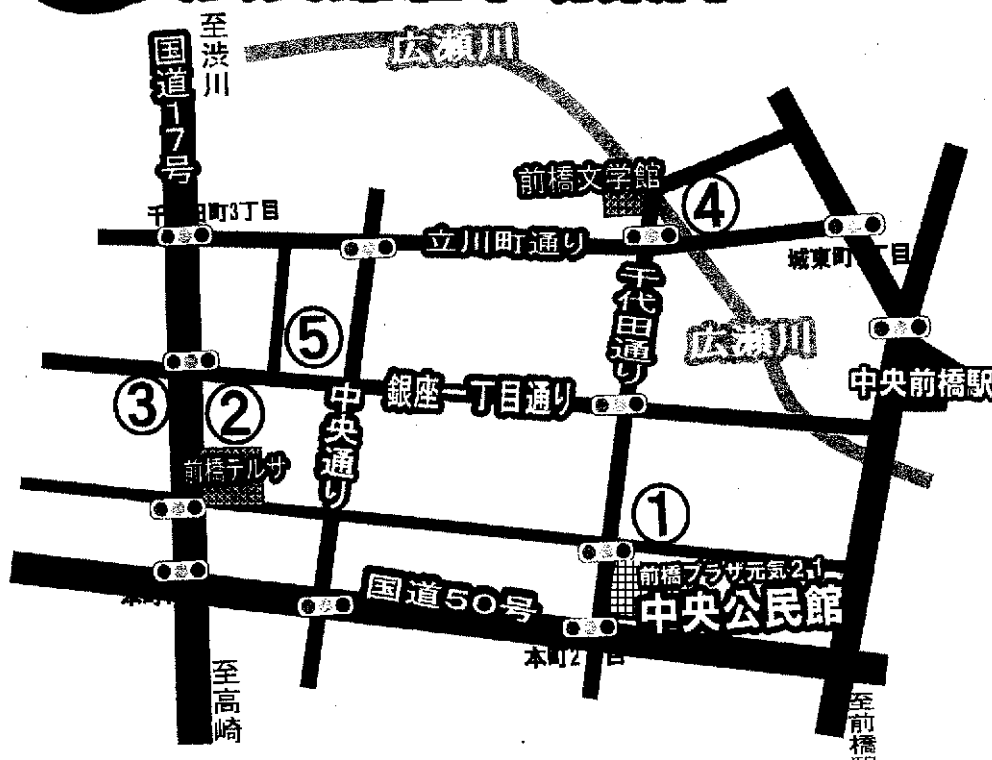 至渋川
国道17号
広瀬川
前橋文学館
④
千代田町3丁目
立川町通り
城東町
丁目
千代田通り
⑤
広瀬川
中央前橋駅
③
②
銀座一丁目通り
中央通り
前橋テルサ
①
前橋プラザ元気21
中央公民館
国道50号
本町2丁目
至高崎
至前橋駅